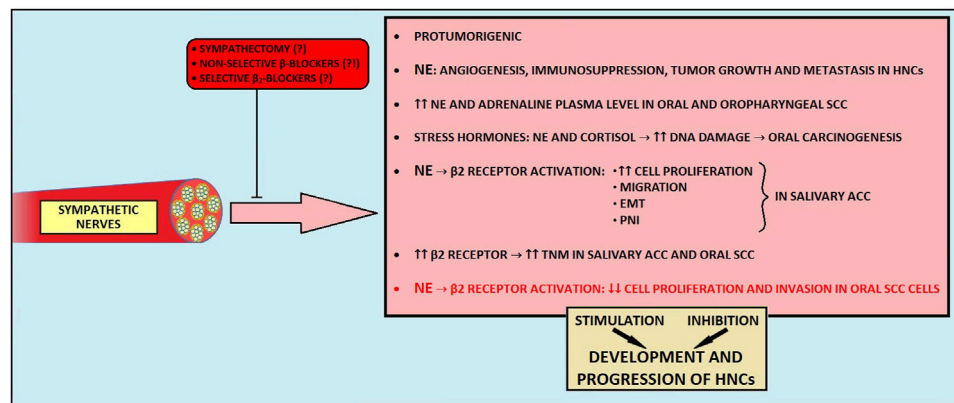 • SYMPATHECTOMY (?)
• NON-SELECTIVE β-BLOCKERS (?!)
• SELECTIVE β₂-BLOCKERS (?)
SYMPATHETIC
NERVES
• PROTUMORIGENIC
• NE: ANGIOGENESIS, IMMUNOSUPPRESSION, TUMOR GROWTH AND METASTASIS IN HNCs
• ↑↑ NE AND ADRENALINE PLASMA LEVEL IN ORAL AND OROPHARYNGEAL SCC
• STRESS HORMONES: NE AND CORTISOL → ↑↑ DNA DAMAGE → ORAL CARCINOGENESIS
• NE → β2 RECEPTOR ACTIVATION: •↑↑ CELL PROLIFERATION
• MIGRATION
• EMT
• PNI
IN SALIVARY ACC
• ↑↑ β2 RECEPTOR → ↑↑ TNM IN SALIVARY ACC AND ORAL SCC
• NE → β2 RECEPTOR ACTIVATION: ↓↓ CELL PROLIFERATION AND INVASION IN ORAL SCC CELLS
STIMULATION INHIBITION
DEVELOPMENT AND
PROGRESSION OF HNCs